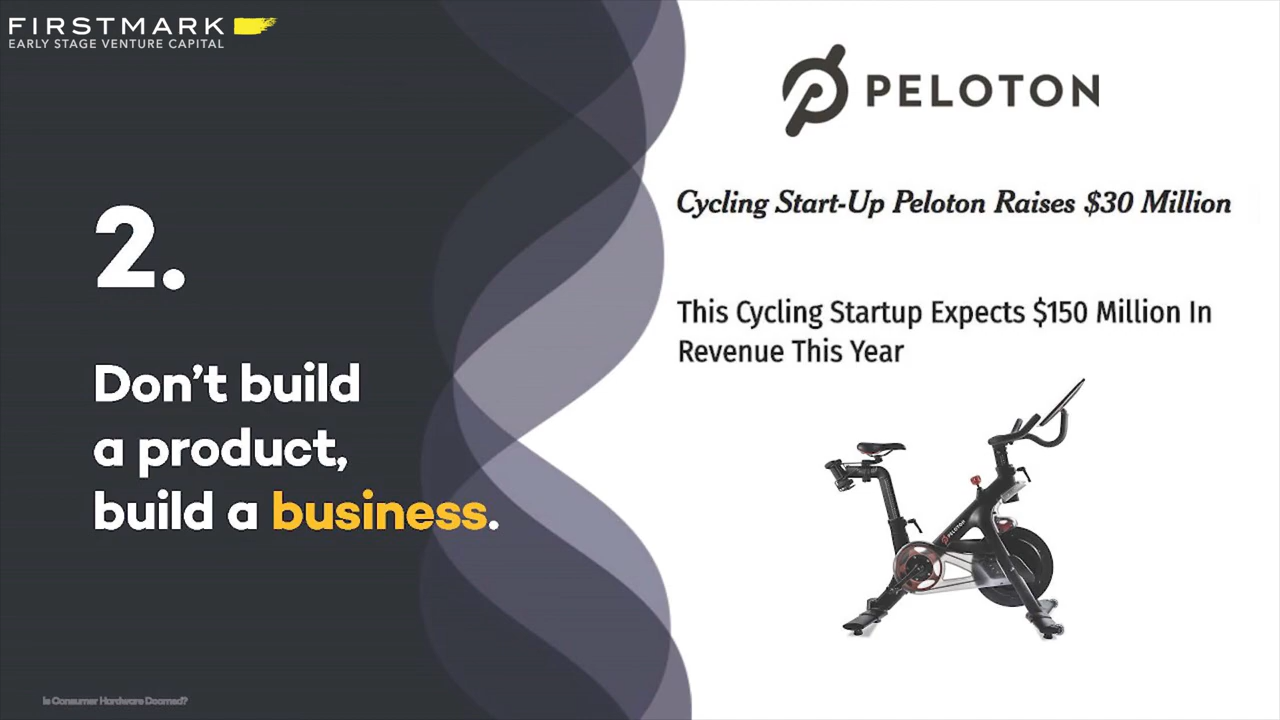 FIRSTMARK
EARLY STAGE VENTURE CAPITAL
2.
Don't build
a product,
build a business.
PELOTON
Cycling Start-Up Peloton Raises $30 Million
This Cycling Startup Expects $150 Million In
Revenue This Year
PELOTON
Is Consumer Hardware Doomed?